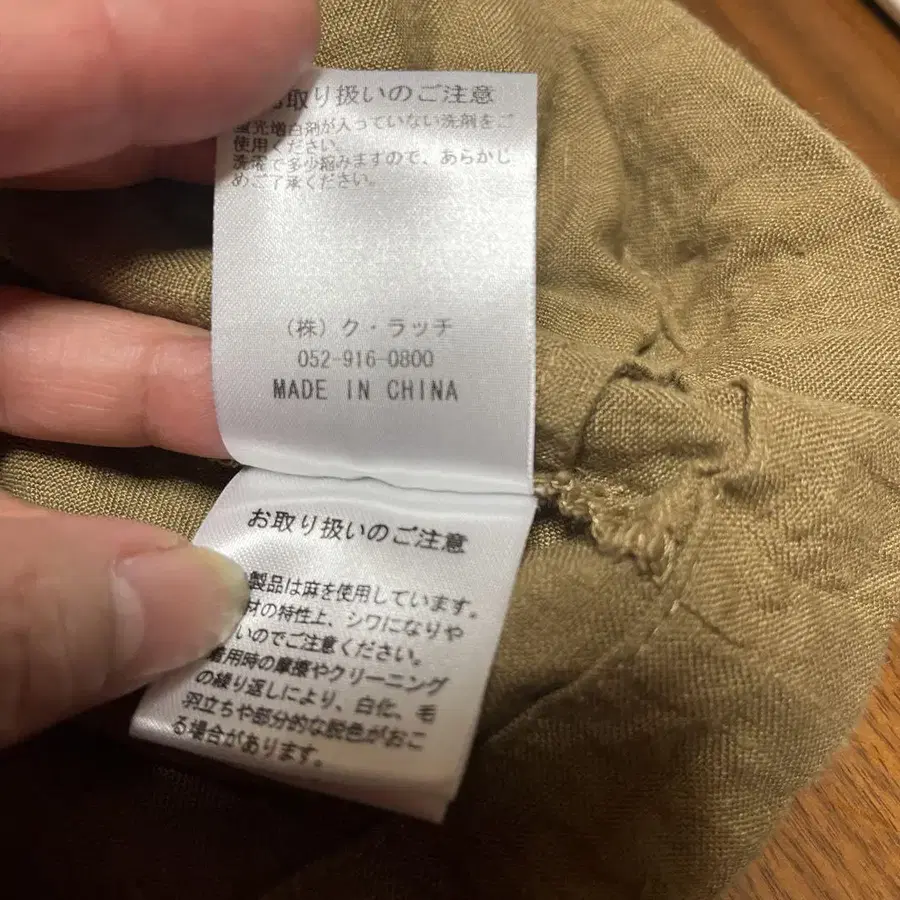 お取り扱いのご注意
蛍光増白剤が入っていない洗剤をご
使用ください。
洗濯で多少縮みますので、あらかじ
めご了承ください。
(株)ク・ラッチ
052-916-0800
MADE IN CHINA
お取り扱いのご注意
製品は麻を使用しています。
材の特性上、シワになりや
いのでご注意ください。
着用時の摩擦やクリーニング
の繰り返しにより、白化、毛
羽立ちや部分的な脱色がおこ
る場合があります。